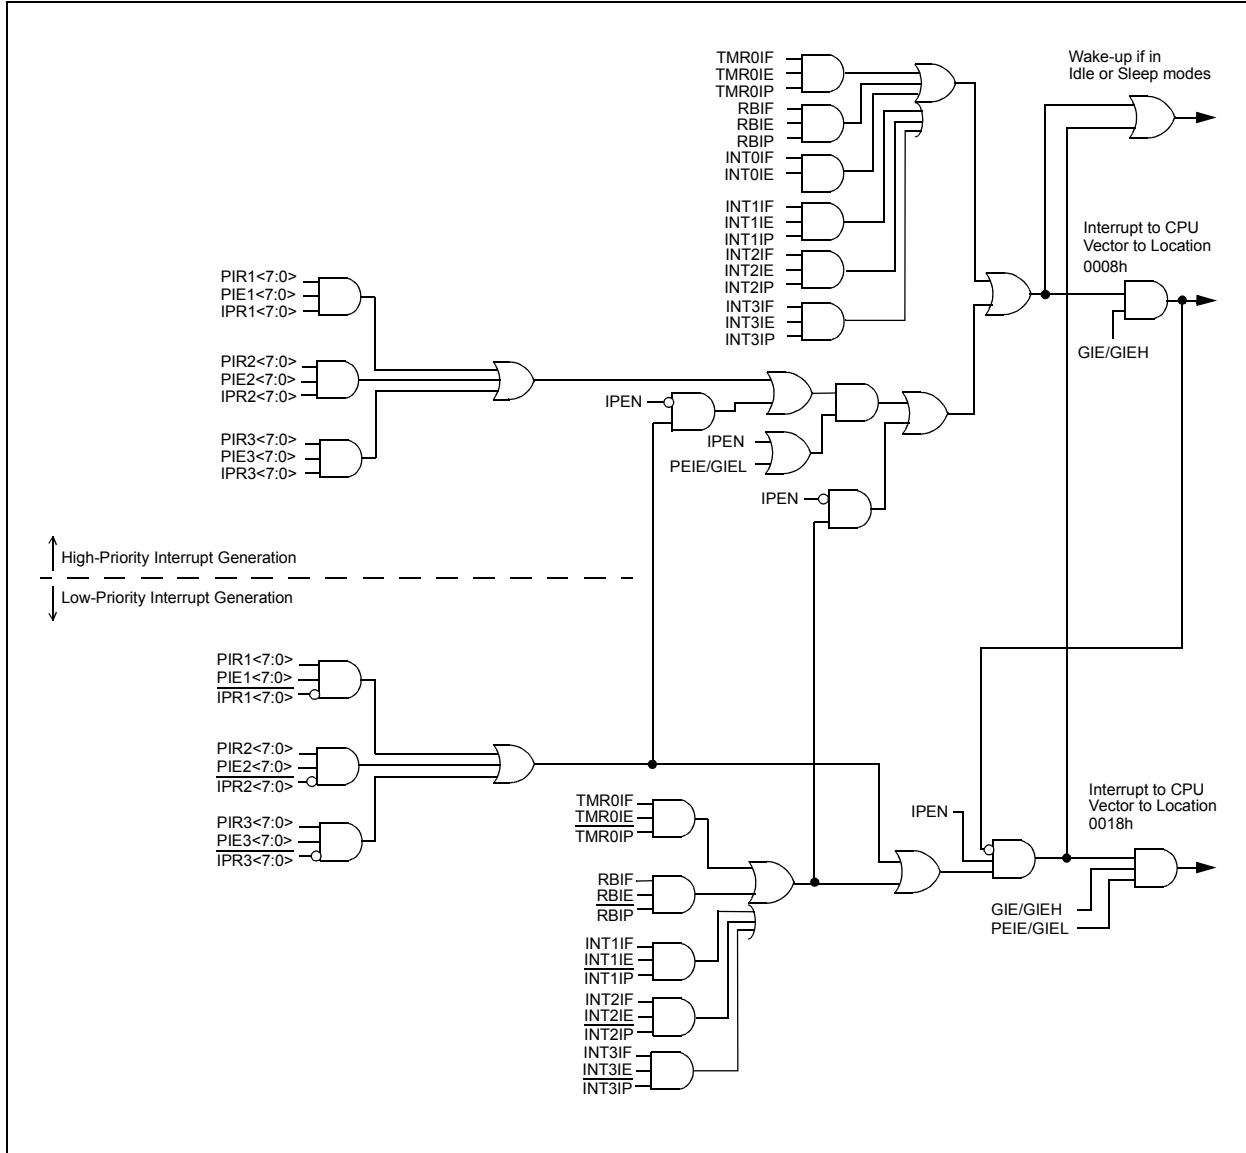 TMR0IF
TMR0IE
TMR0IP
RBIF
RBIE
RBIP
INT0IF
INT0IE
INT1IF
INT1IE
INT1IP
INT2IF
INT2IE
INT2IP
INT3IF
INT3IE
INT3IP
Wake-up if in
Idle or Sleep modes
Interrupt to CPU
Vector to Location
0008h
GIE/GIEH
PIR1<7:0>
PIE1<7:0>
IPR1<7:0>
PIR2<7:0>
PIE2<7:0>
IPR2<7:0>
PIR3<7:0>
PIE3<7:0>
IPR3<7:0>
IPEN
IPEN
PEIE/GIEL
IPEN
High-Priority Interrupt Generation
Low-Priority Interrupt Generation
PIR1<7:0>
PIE1<7:0>
IPR1<7:0>
PIR2<7:0>
PIE2<7:0>
IPR2<7:0>
PIR3<7:0>
PIE3<7:0>
IPR3<7:0>
TMR0IF
TMR0IE
TMR0IP
RBIF
RBIE
RBIP
INT1IF
INT1IE
INT1IP
INT2IF
INT2IE
INT2IP
INT3IF
INT3IE
INT3IP
IPEN
Interrupt to CPU
Vector to Location
0018h
GIE/GIEH
PEIE/GIEL